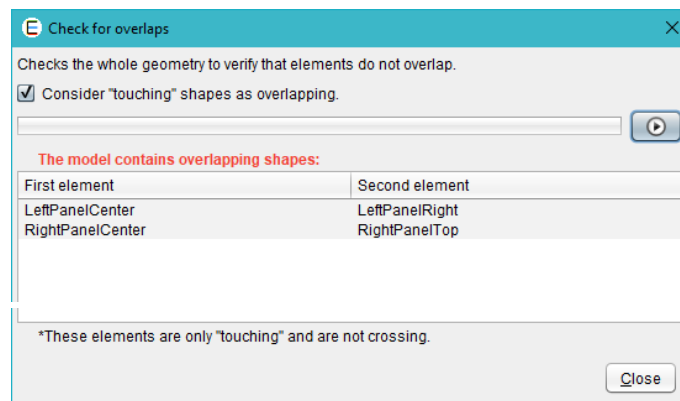 E Check for overlaps
Checks the whole geometry to verify that elements do not overlap.
Consider "touching" shapes as overlapping.
The model contains overlapping shapes:
First element Second element
LeftPanelCenter LeftPanelRight
RightPanelCenter RightPanelTop
*These elements are only "touching" and are not crossing.
Close